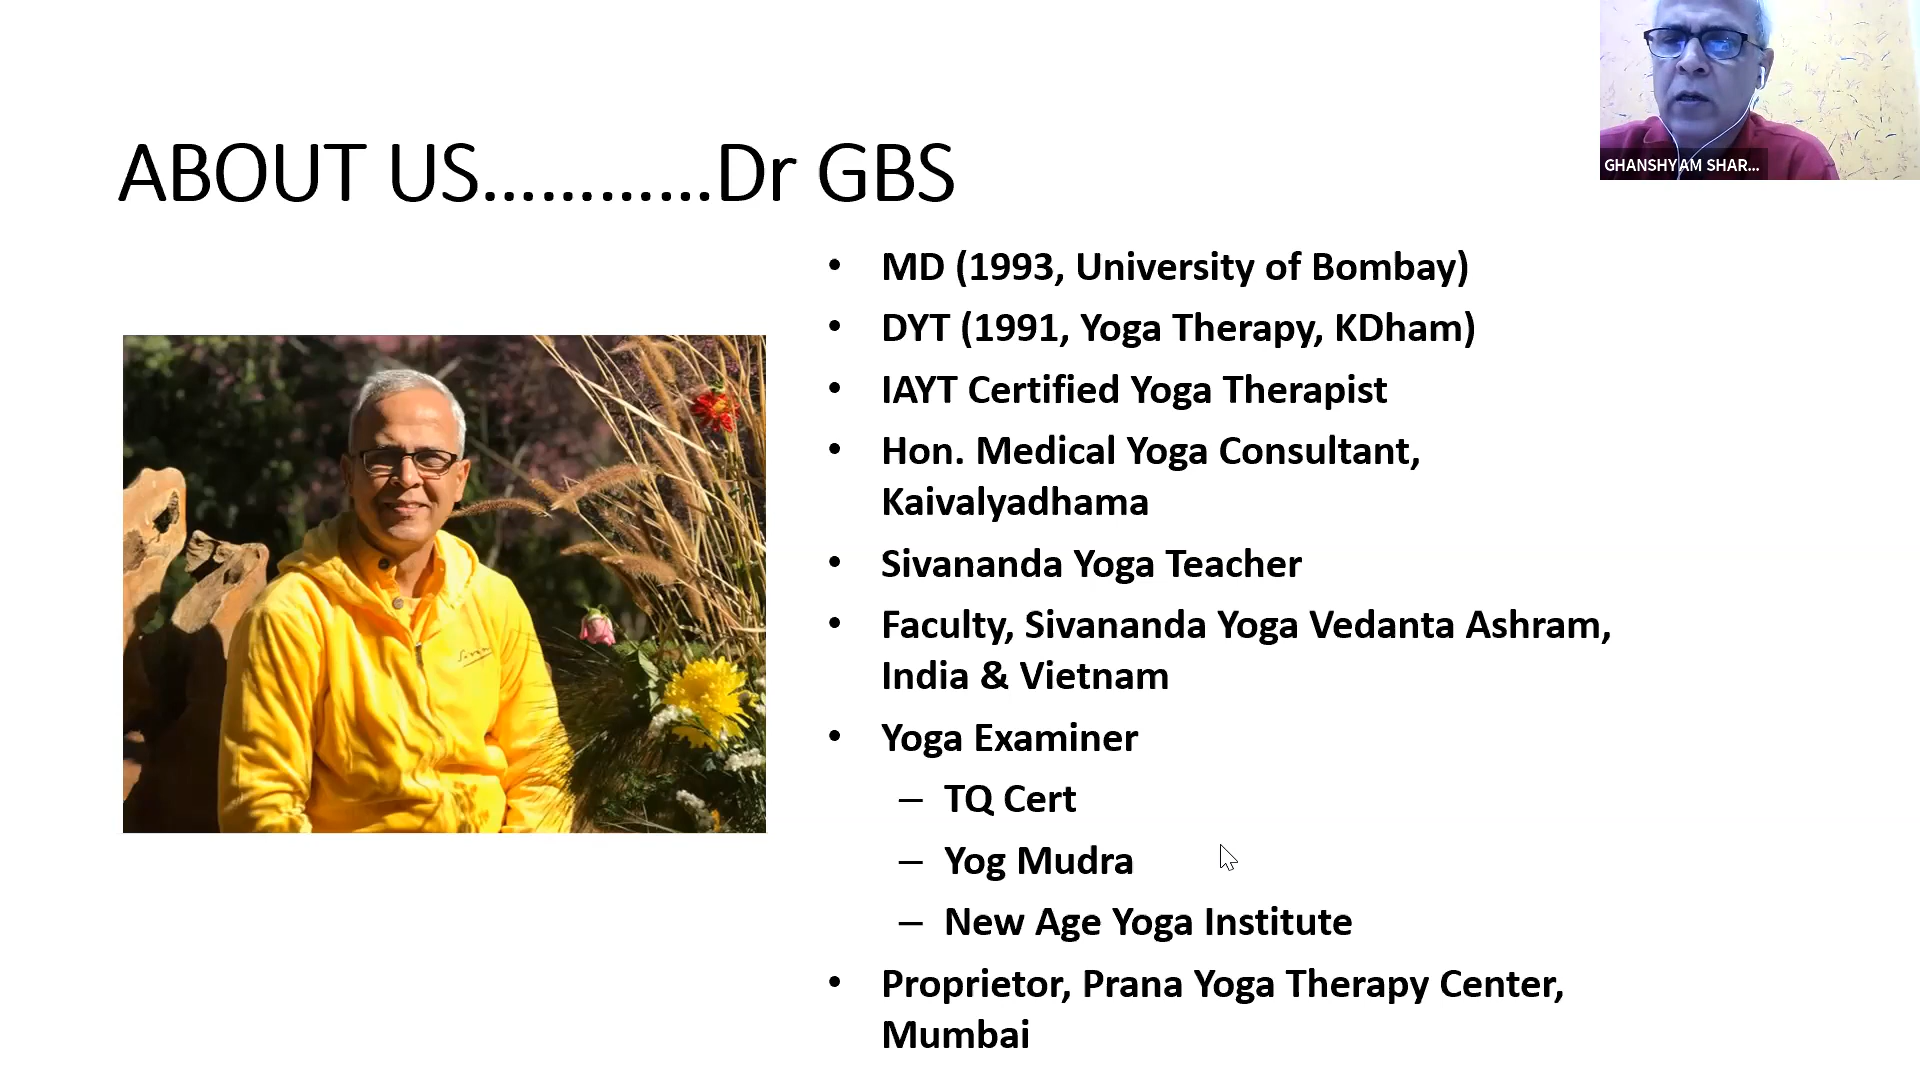 GHANSHYAM SHAR...
ABOUT US............Dr GBS
• MD (1993, University of Bombay)
• DYT (1991, Yoga Therapy, KDham)
• IAYT Certified Yoga Therapist
• Hon. Medical Yoga Consultant,
Kaivalyadhama
• Sivananda Yoga Teacher
• Faculty, Sivananda Yoga Vedanta Ashram,
India & Vietnam
• Yoga Examiner
– TQ Cert
– Yog Mudra
– New Age Yoga Institute
• Proprietor, Prana Yoga Therapy Center,
Mumbai